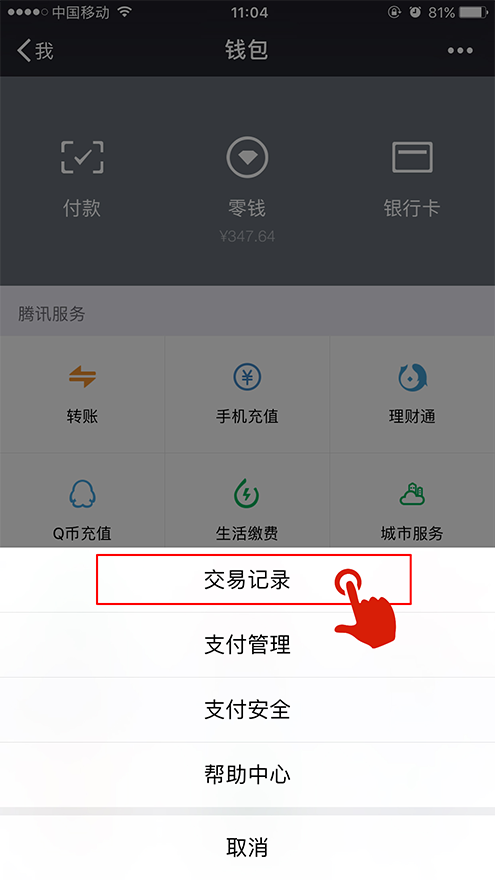 中国移动 11:04 81%
我 钱包
付款 零钱 银行卡
¥347.64
腾讯服务
转账 手机充值 理财通
Q币充值 生活缴费 城市服务
交易记录
支付管理
支付安全
帮助中心
取消